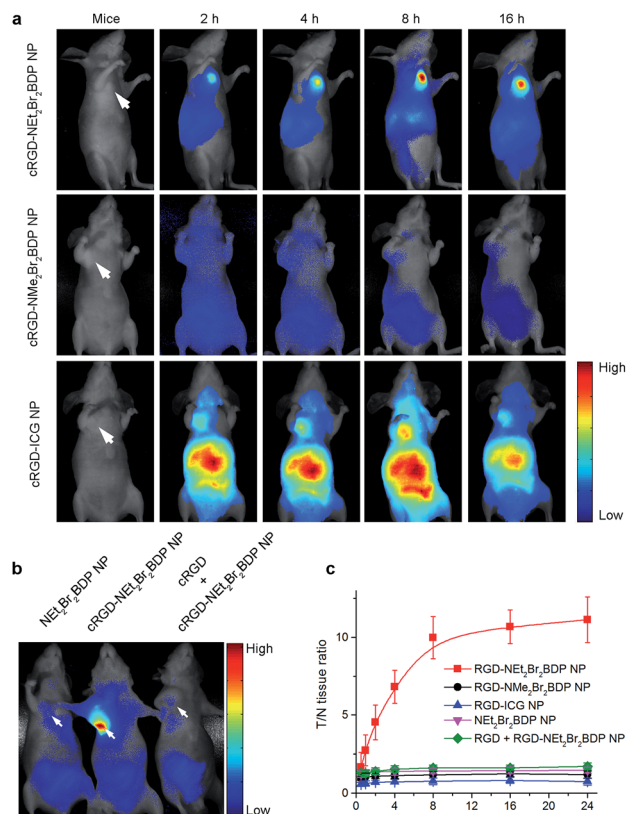 a
Mice 2 h 4 h 8 h 16 h
cRGD-NEt₂Br₂BDP NP
cRGD-NMe₂Br₂BDP NP
cRGD-ICG NP
High
Low
b
NEt₂Br₂BDP NP
cRGD-NEt₂Br₂BDP NP
cRGD
+
cRGD-NEt₂Br₂BDP NP
High
Low
c
T/N tissue ratio
10
5
0
RGD-NEt₂Br₂BDP NP
RGD-NMe₂Br₂BDP NP
RGD-ICG NP
NEt₂Br₂BDP NP
RGD + RGD-NEt₂Br₂BDP NP
0 4 8 12 16 20 24